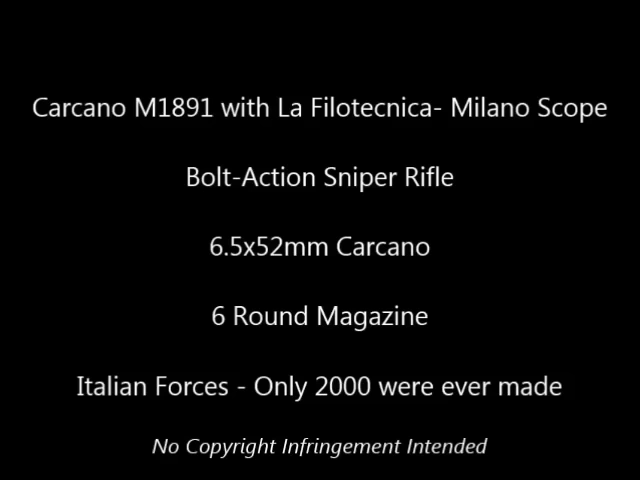 Carcano M1891 with La Filotecnica- Milano Scope
Bolt-Action Sniper Rifle
6.5x52mm Carcano
6 Round Magazine
Italian Forces - Only 2000 were ever made
No Copyright Infringement Intended